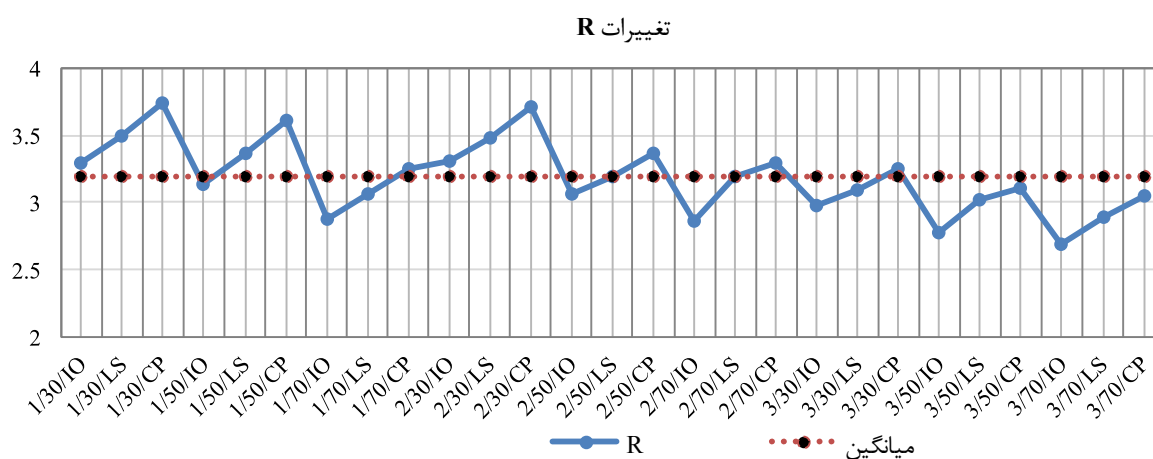 تغییرات R
4
3.5
3
2.5
2
1/30/IO
1/30/LS
1/30/CP
1/50/IO
1/50/LS
1/50/CP
1/70/IO
1/70/LS
1/70/CP
2/30/IO
2/30/LS
2/30/CP
2/50/IO
2/50/LS
2/50/CP
2/70/IO
2/70/LS
2/70/CP
3/30/IO
3/30/LS
3/30/CP
3/50/IO
3/50/LS
3/50/CP
3/70/IO
3/70/LS
3/70/CP
R
میانگین